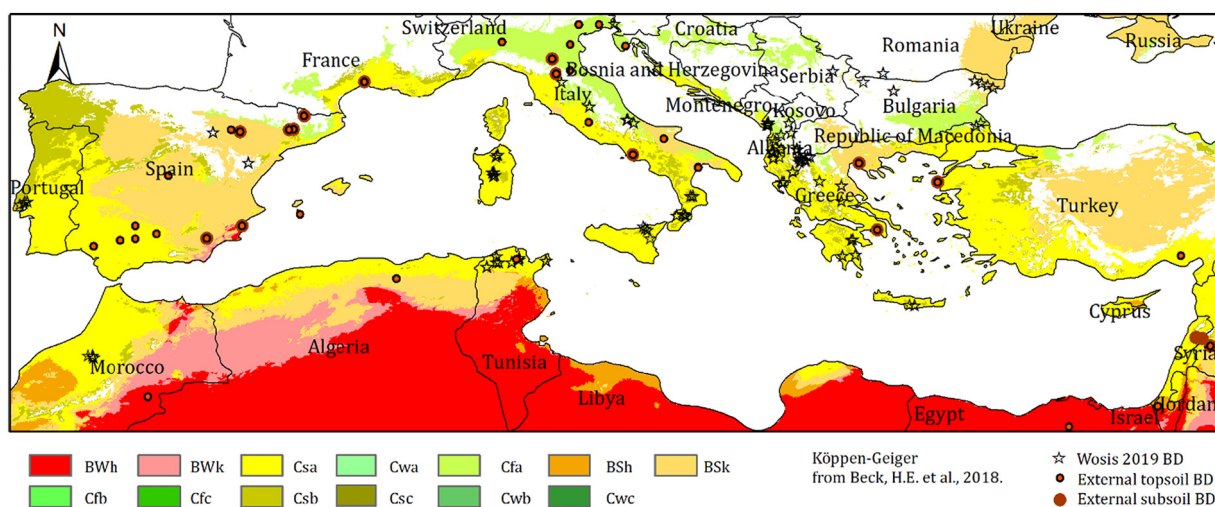 N
Switzerland
Croatia
Ukraine
Romania
Russia
France
Bosnia and Herzegovina
Serbia
Italy
Montenegro
Kosovo
Bulgaria
Republic of Macedonia
Albania
Spain
Portugal
Greece
Turkey
Cyprus
Syria
Morocco
Algeria
Tunisia
Libya
Egypt
Israel
Jordan
BWh BWk Csa Cwa Cfa BSh BSk
Cfb Cfc Csb Csc Cwb Cwc
Köppen-Geiger
from Beck, H.E. et al., 2018.
Wosis 2019 BD
External topsoil BD
External subsoil BD